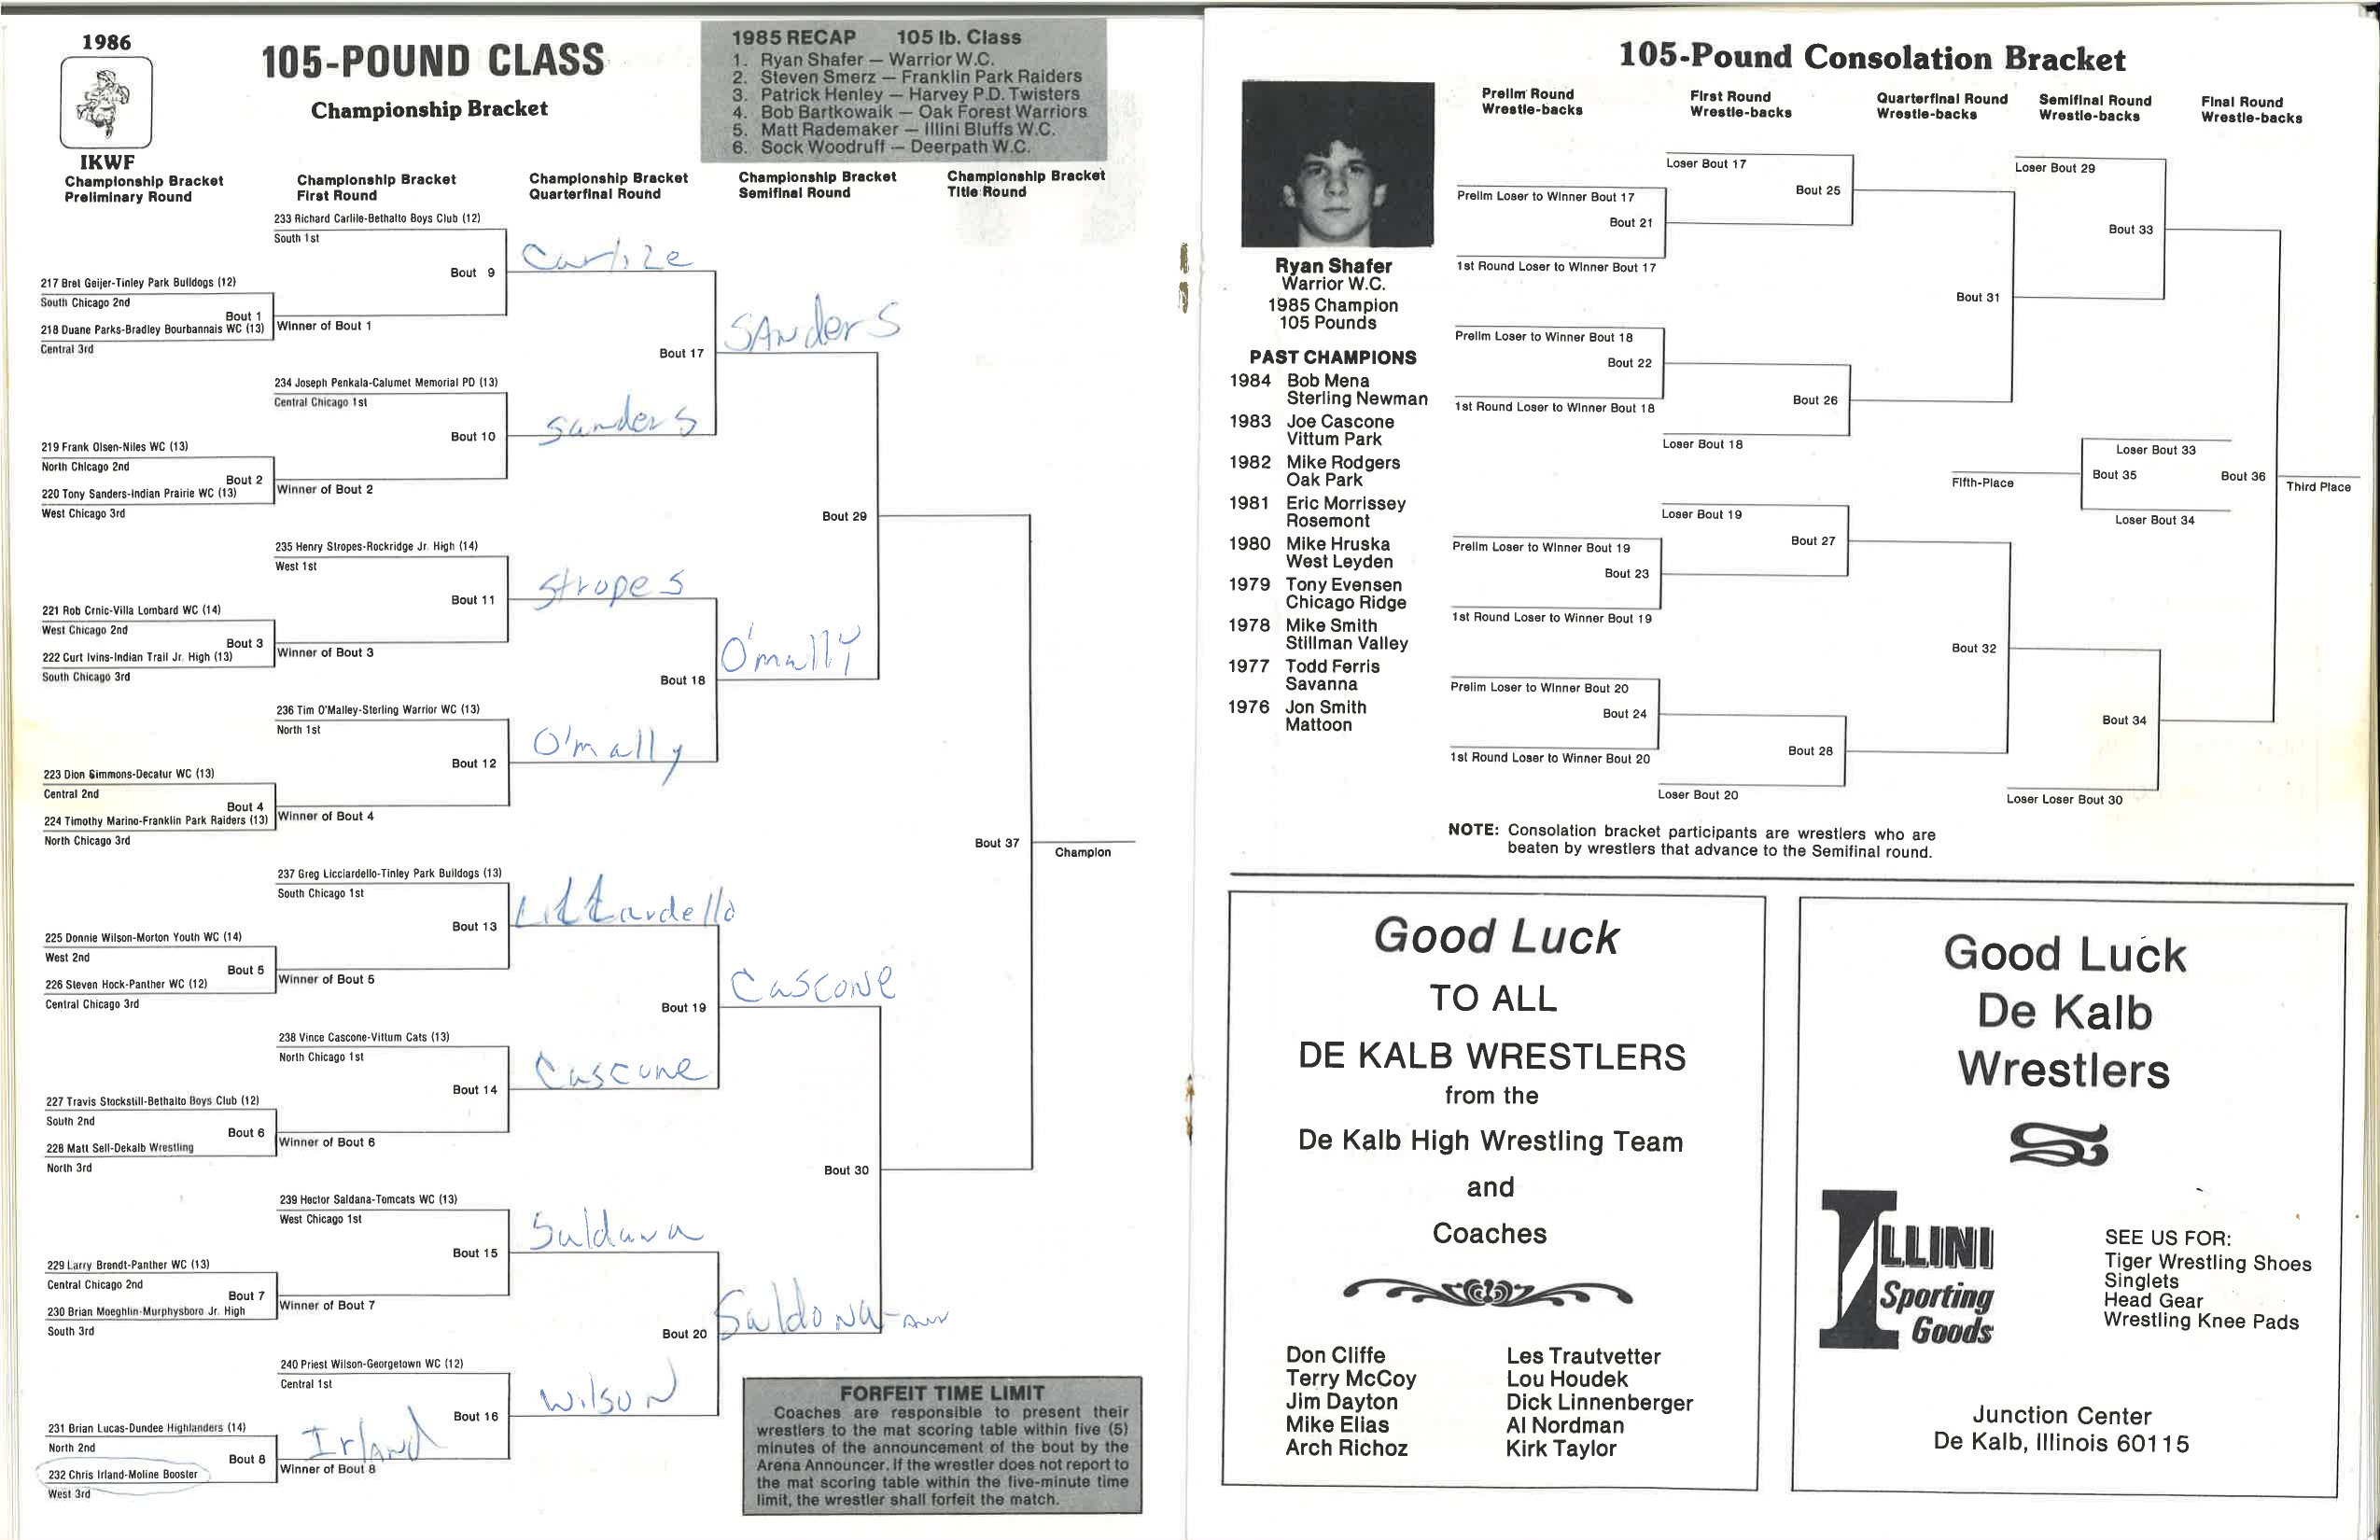 1986
IKWF
105-POUND CLASS
Championship Bracket
1985 RECAP 105 lb. Class
1. Ryan Shafer — Warrior W.C.
2. Steven Smerz — Franklin Park Raiders
3. Patrick Henley — Harvey P.D. Twisters
4. Bob Bartkowaik — Oak Forest Warriors
5. Matt Rademaker — Illini Bluffs W.C.
6. Sock Woodruff — Deerpath W.C.
Championship Bracket
Preliminary Round
Championship Bracket
First Round
Championship Bracket
Quarterfinal Round
Championship Bracket
Semifinal Round
Championship Bracket
Title Round
217 Bret Geijer-Tinley Park Bulldogs (12)
South Chicago 2nd
Bout 1
218 Duane Parks-Bradley Bourbannais WC (13)
Central 3rd
219 Frank Olsen-Niles WC (13)
North Chicago 2nd
Bout 2
220 Tony Sanders-Indian Prairie WC (13)
West Chicago 3rd
221 Rob Crnic-Villa Lombard WC (14)
West Chicago 2nd
Bout 3
222 Curt Ivins-Indian Trail Jr. High (13)
South Chicago 3rd
223 Dion Simmons-Decatur WC (13)
Central 2nd
Bout 4
224 Timothy Marino-Franklin Park Raiders (13)
North Chicago 3rd
225 Donnie Wilson-Morton Youth WC (14)
West 2nd
Bout 5
226 Steven Hock-Panther WC (12)
Central Chicago 3rd
227 Travis Stockstill-Bethalto Boys Club (12)
South 2nd
Bout 6
228 Matt Sell-Dekalb Wrestling
North 3rd
229 Larry Brendt-Panther WC (13)
Central Chicago 2nd
Bout 7
230 Brian Moeghlin-Murphysboro Jr. High
South 3rd
231 Brian Lucas-Dundee Highlanders (14)
North 2nd
Bout 8
232 Chris Irland-Moline Booster
West 3rd
233 Richard Carlile-Bethalto Boys Club (12)
South 1st
Bout 9
Winner of Bout 1
234 Joseph Penkala-Calumet Memorial PD (13)
Central Chicago 1st
Bout 10
Winner of Bout 2
235 Henry Stropes-Rockridge Jr. High (14)
West 1st
Bout 11
Winner of Bout 3
236 Tim O'Malley-Sterling Warrior WC (13)
North 1st
Bout 12
Winner of Bout 4
237 Greg Licciardello-Tinley Park Bulldogs (13)
South Chicago 1st
Bout 13
Winner of Bout 5
238 Vince Cascone-Vittum Cats (13)
North Chicago 1st
Bout 14
Winner of Bout 6
239 Hector Saldana-Tomcats WC (13)
West Chicago 1st
Bout 15
Winner of Bout 7
240 Priest Wilson-Georgetown WC (12)
Central 1st
Bout 16
Irland
Winner of Bout 8
Carlile
Bout 17
Sanders
Stropes
Bout 18
O'mally
Bout 19
Cascone
Saldana
Bout 20
Wilson
SAnders
Bout 29
O'mally
Cascone
Bout 30
Saldona
Bout 37
Champion
FORFEIT TIME LIMIT
Coaches are responsible to present their
wrestlers to the mat scoring table within five (5)
minutes of the announcement of the bout by the
Arena Announcer. If the wrestler does not report to
the mat scoring table within the five-minute time
limit, the wrestler shall forfeit the match.
105-Pound Consolation Bracket
Ryan Shafer
Warrior W.C.
1985 Champion
105 Pounds
PAST CHAMPIONS
1984 Bob Mena
Sterling Newman
1983 Joe Cascone
Vittum Park
1982 Mike Rodgers
Oak Park
1981 Eric Morrissey
Rosemont
1980 Mike Hruska
West Leyden
1979 Tony Evensen
Chicago Ridge
1978 Mike Smith
Stillman Valley
1977 Todd Ferris
Savanna
1976 Jon Smith
Mattoon
Prelim Round
Wrestle-backs
First Round
Wrestle-backs
Quarterfinal Round
Wrestle-backs
Semifinal Round
Wrestle-backs
Final Round
Wrestle-backs
Prelim Loser to Winner Bout 17
Bout 21
1st Round Loser to Winner Bout 17
Prelim Loser to Winner Bout 18
Bout 22
1st Round Loser to Winner Bout 18
Prelim Loser to Winner Bout 19
Bout 23
1st Round Loser to Winner Bout 19
Prelim Loser to Winner Bout 20
Bout 24
1st Round Loser to Winner Bout 20
Loser Bout 17
Bout 25
Bout 26
Loser Bout 18
Loser Bout 19
Bout 27
Bout 28
Loser Bout 20
Bout 31
Bout 32
Loser Bout 29
Bout 33
Bout 34
Loser Loser Bout 30
Loser Bout 33
Fifth-Place
Bout 35
Loser Bout 34
Bout 36
Third Place
NOTE: Consolation bracket participants are wrestlers who are
beaten by wrestlers that advance to the Semifinal round.
Good Luck
TO ALL
DE KALB WRESTLERS
from the
De Kalb High Wrestling Team
and
Coaches
Don Cliffe
Terry McCoy
Jim Dayton
Mike Elias
Arch Richoz
Les Trautvetter
Lou Houdek
Dick Linnenberger
Al Nordman
Kirk Taylor
Good Luck
De Kalb
Wrestlers
ILLINI
Sporting
Goods
SEE US FOR:
Tiger Wrestling Shoes
Singlets
Head Gear
Wrestling Knee Pads
Junction Center
De Kalb, Illinois 60115